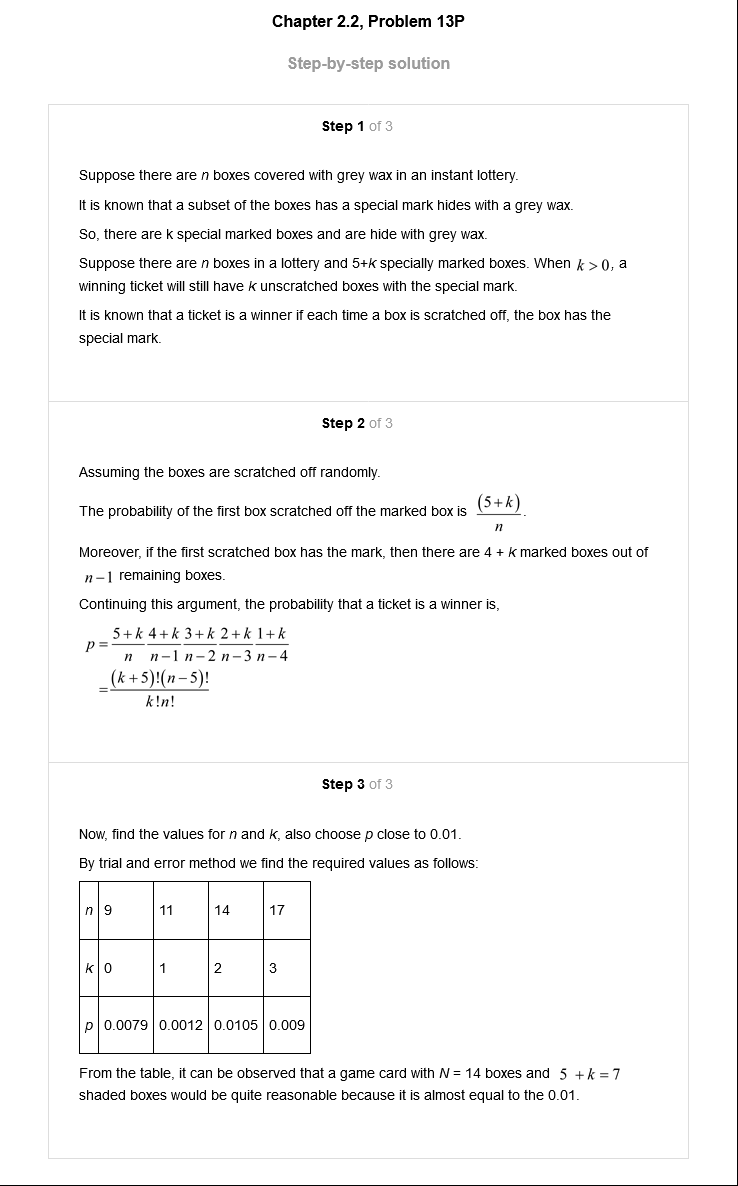 Chapter 2.2, Problem 13P
Step-by-step solution
Step 1 of 3
Suppose there are n boxes covered with grey wax in an instant lottery.
It is known that a subset of the boxes has a special mark hides with a grey wax.
So, there are k special marked boxes and are hide with grey wax.
Suppose there are n boxes in a lottery and 5+k specially marked boxes. When k > 0, a
winning ticket will still have k unscratched boxes with the special mark.
It is known that a ticket is a winner if each time a box is scratched off, the box has the
special mark.
Step 2 of 3
Assuming the boxes are scratched off randomly.
The probability of the first box scratched off the marked box is (5+k)/n.
Moreover, if the first scratched box has the mark, then there are 4 + k marked boxes out of
n−1 remaining boxes.
Continuing this argument, the probability that a ticket is a winner is,
p = (5+k)/n (4+k)/(n−1) (3+k)/(n−2) (2+k)/(n−3) (1+k)/(n−4)
= (k+5)!(n−5)!/k!n!
Step 3 of 3
Now, find the values for n and k, also choose p close to 0.01.
By trial and error method we find the required values as follows:
n 9 11 14 17
k 0 1 2 3
p 0.0079 0.0012 0.0105 0.009
From the table, it can be observed that a game card with N = 14 boxes and 5 + k = 7
shaded boxes would be quite reasonable because it is almost equal to the 0.01.